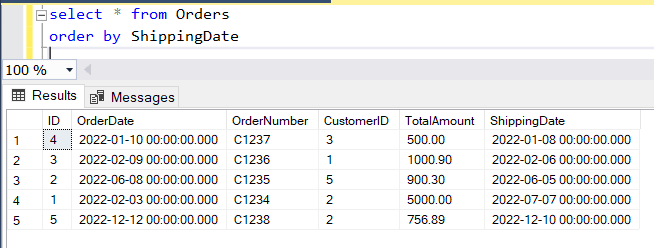 select * from Orders
order by ShippingDate
100 %
Results Messages
ID OrderDate OrderNumber CustomerID TotalAmount ShippingDate
1 4 2022-01-10 00:00:00.000 C1237 3 500.00 2022-01-08 00:00:00.000
2 3 2022-02-09 00:00:00.000 C1236 1 1000.90 2022-02-06 00:00:00.000
3 2 2022-06-08 00:00:00.000 C1235 5 900.30 2022-06-05 00:00:00.000
4 1 2022-02-03 00:00:00.000 C1234 2 5000.00 2022-07-07 00:00:00.000
5 5 2022-12-12 00:00:00.000 C1238 2 756.89 2022-12-10 00:00:00.000